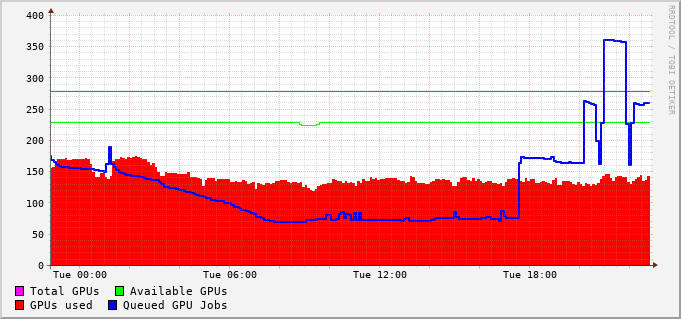 400
350
300
250
200
150
100
50
0
Tue 00:00 Tue 06:00 Tue 12:00 Tue 18:00
Total GPUs Available GPUs
GPUs used Queued GPU Jobs
RRDTOOL / TOBI OETIKER